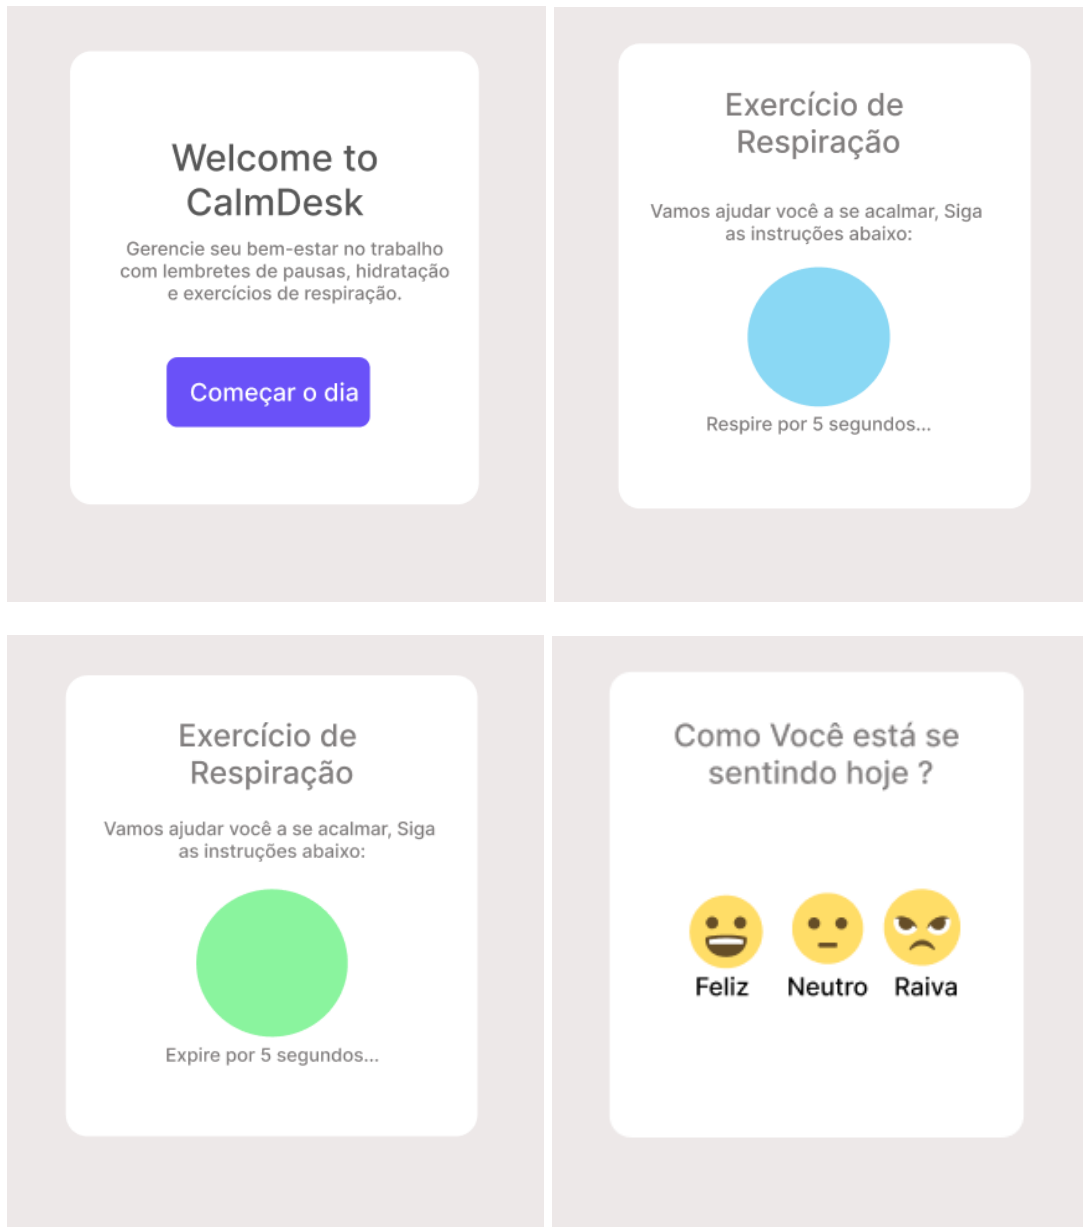 Welcome to
CalmDesk
Gerencie seu bem-estar no trabalho
com lembretes de pausas, hidratação
e exercícios de respiração.
Começar o dia
Exercício de
Respiração
Vamos ajudar você a se acalmar, Siga
as instruções abaixo:
Respire por 5 segundos...
Exercício de
Respiração
Vamos ajudar você a se acalmar, Siga
as instruções abaixo:
Expire por 5 segundos...
Como Você está se
sentindo hoje ?
Feliz Neutro Raiva